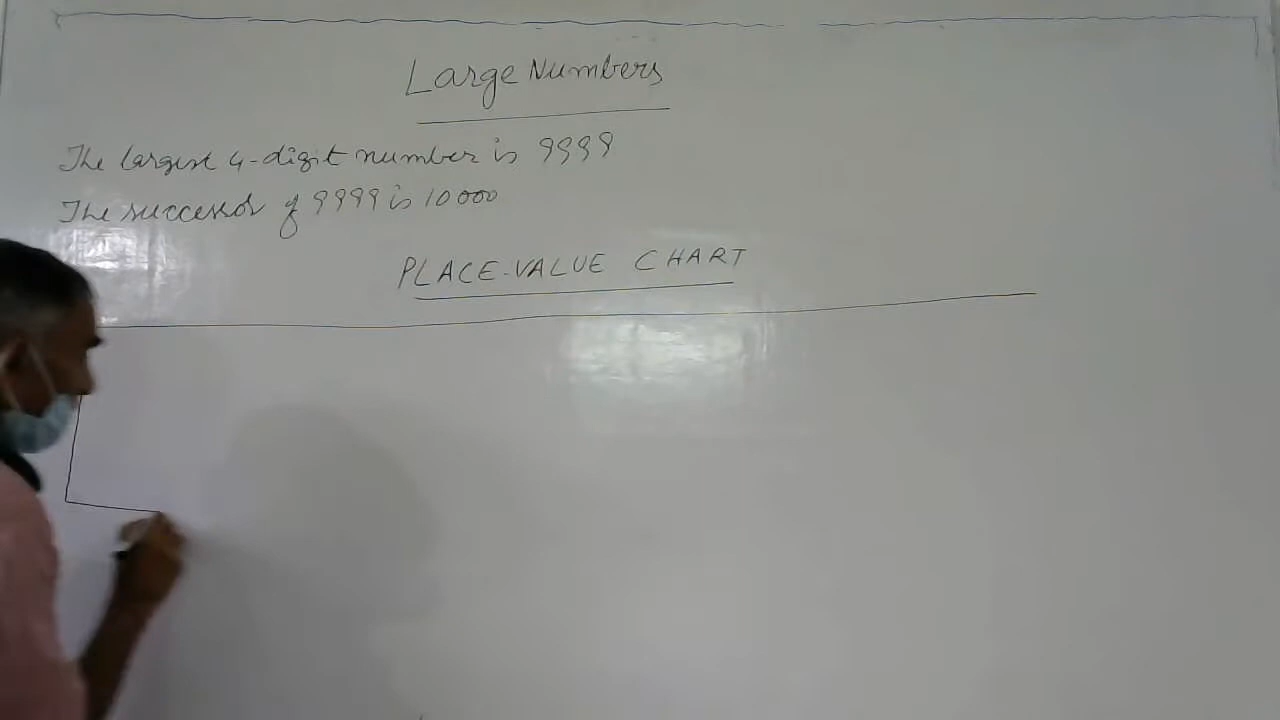 Large Numbers
The largest 4-digit number is 9999
The successor of 9999 is 10000
PLACE-VALUE CHART